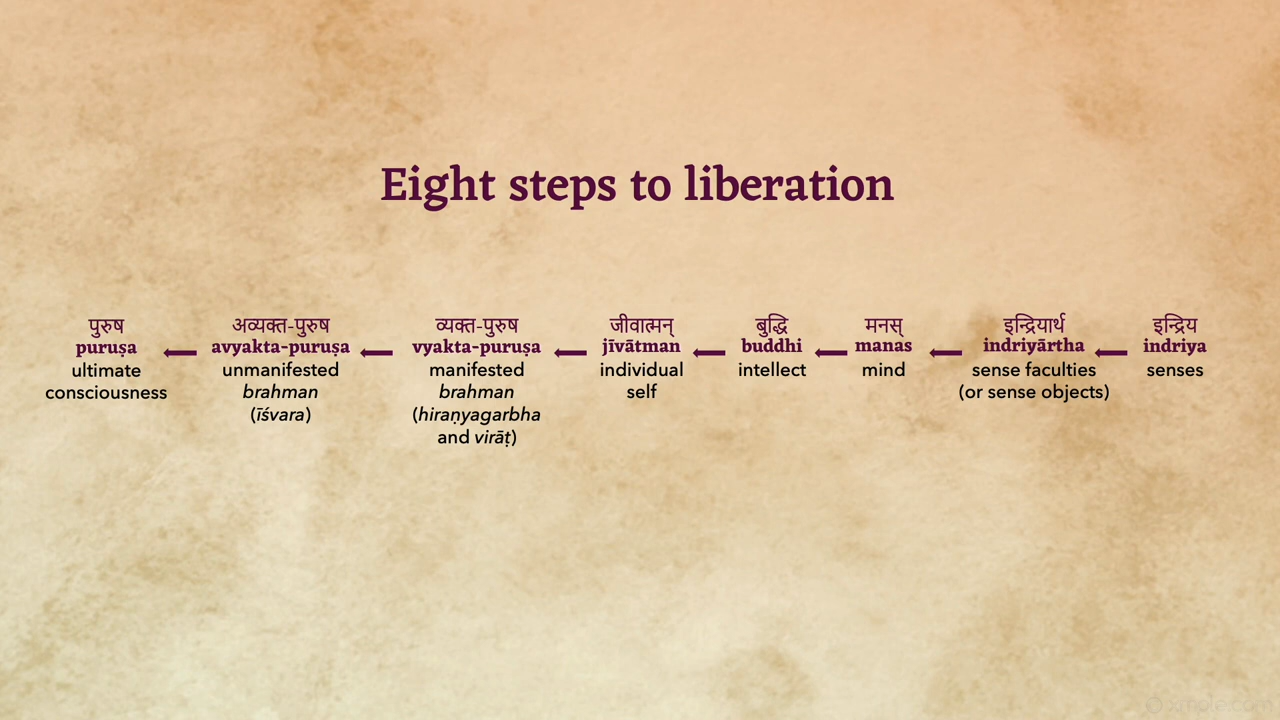 Eight steps to liberation
पुरुष
puruṣa
ultimate
consciousness
अव्यक्त-पुरुष
avyakta-puruṣa
unmanifested
brahman
(īśvara)
व्यक्त-पुरुष
vyakta-puruṣa
manifested
brahman
(hiraṇyagarbha
and virāṭ)
जीवात्मन्
jīvātman
individual
self
बुद्धि
buddhi
intellect
मनस्
manas
mind
इन्द्रियार्थ
indriyārtha
sense faculties
(or sense objects)
इन्द्रिय
indriya
senses